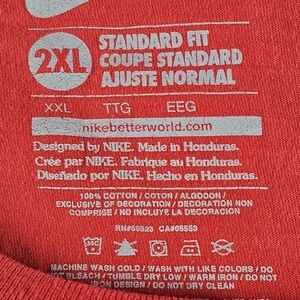 2XL
STANDARD FIT
COUPE STANDARD
AJUSTE NORMAL
XXL TTG EEG
nikebetterworld.com
Designed by NIKE. Made in Honduras.
Crée par NIKE. Fabrique au Honduras.
Diseñado por NIKE. Hecho en Honduras.
100% COTTON / COTON / ALGODON /
EXCLUSIVE OF DECORATION / DECORATION NON
COMPRISE / NO INCLUYE LA DECORACION
RN#59323 CA#05553
MACHINE WASH COLD / WASH WITH LIKE COLORS / DO
NOT BLEACH / TUMBLE DRY LOW / WARM IRON / DO NOT
IRON DESIGN / DO NOT DRY CLEAN